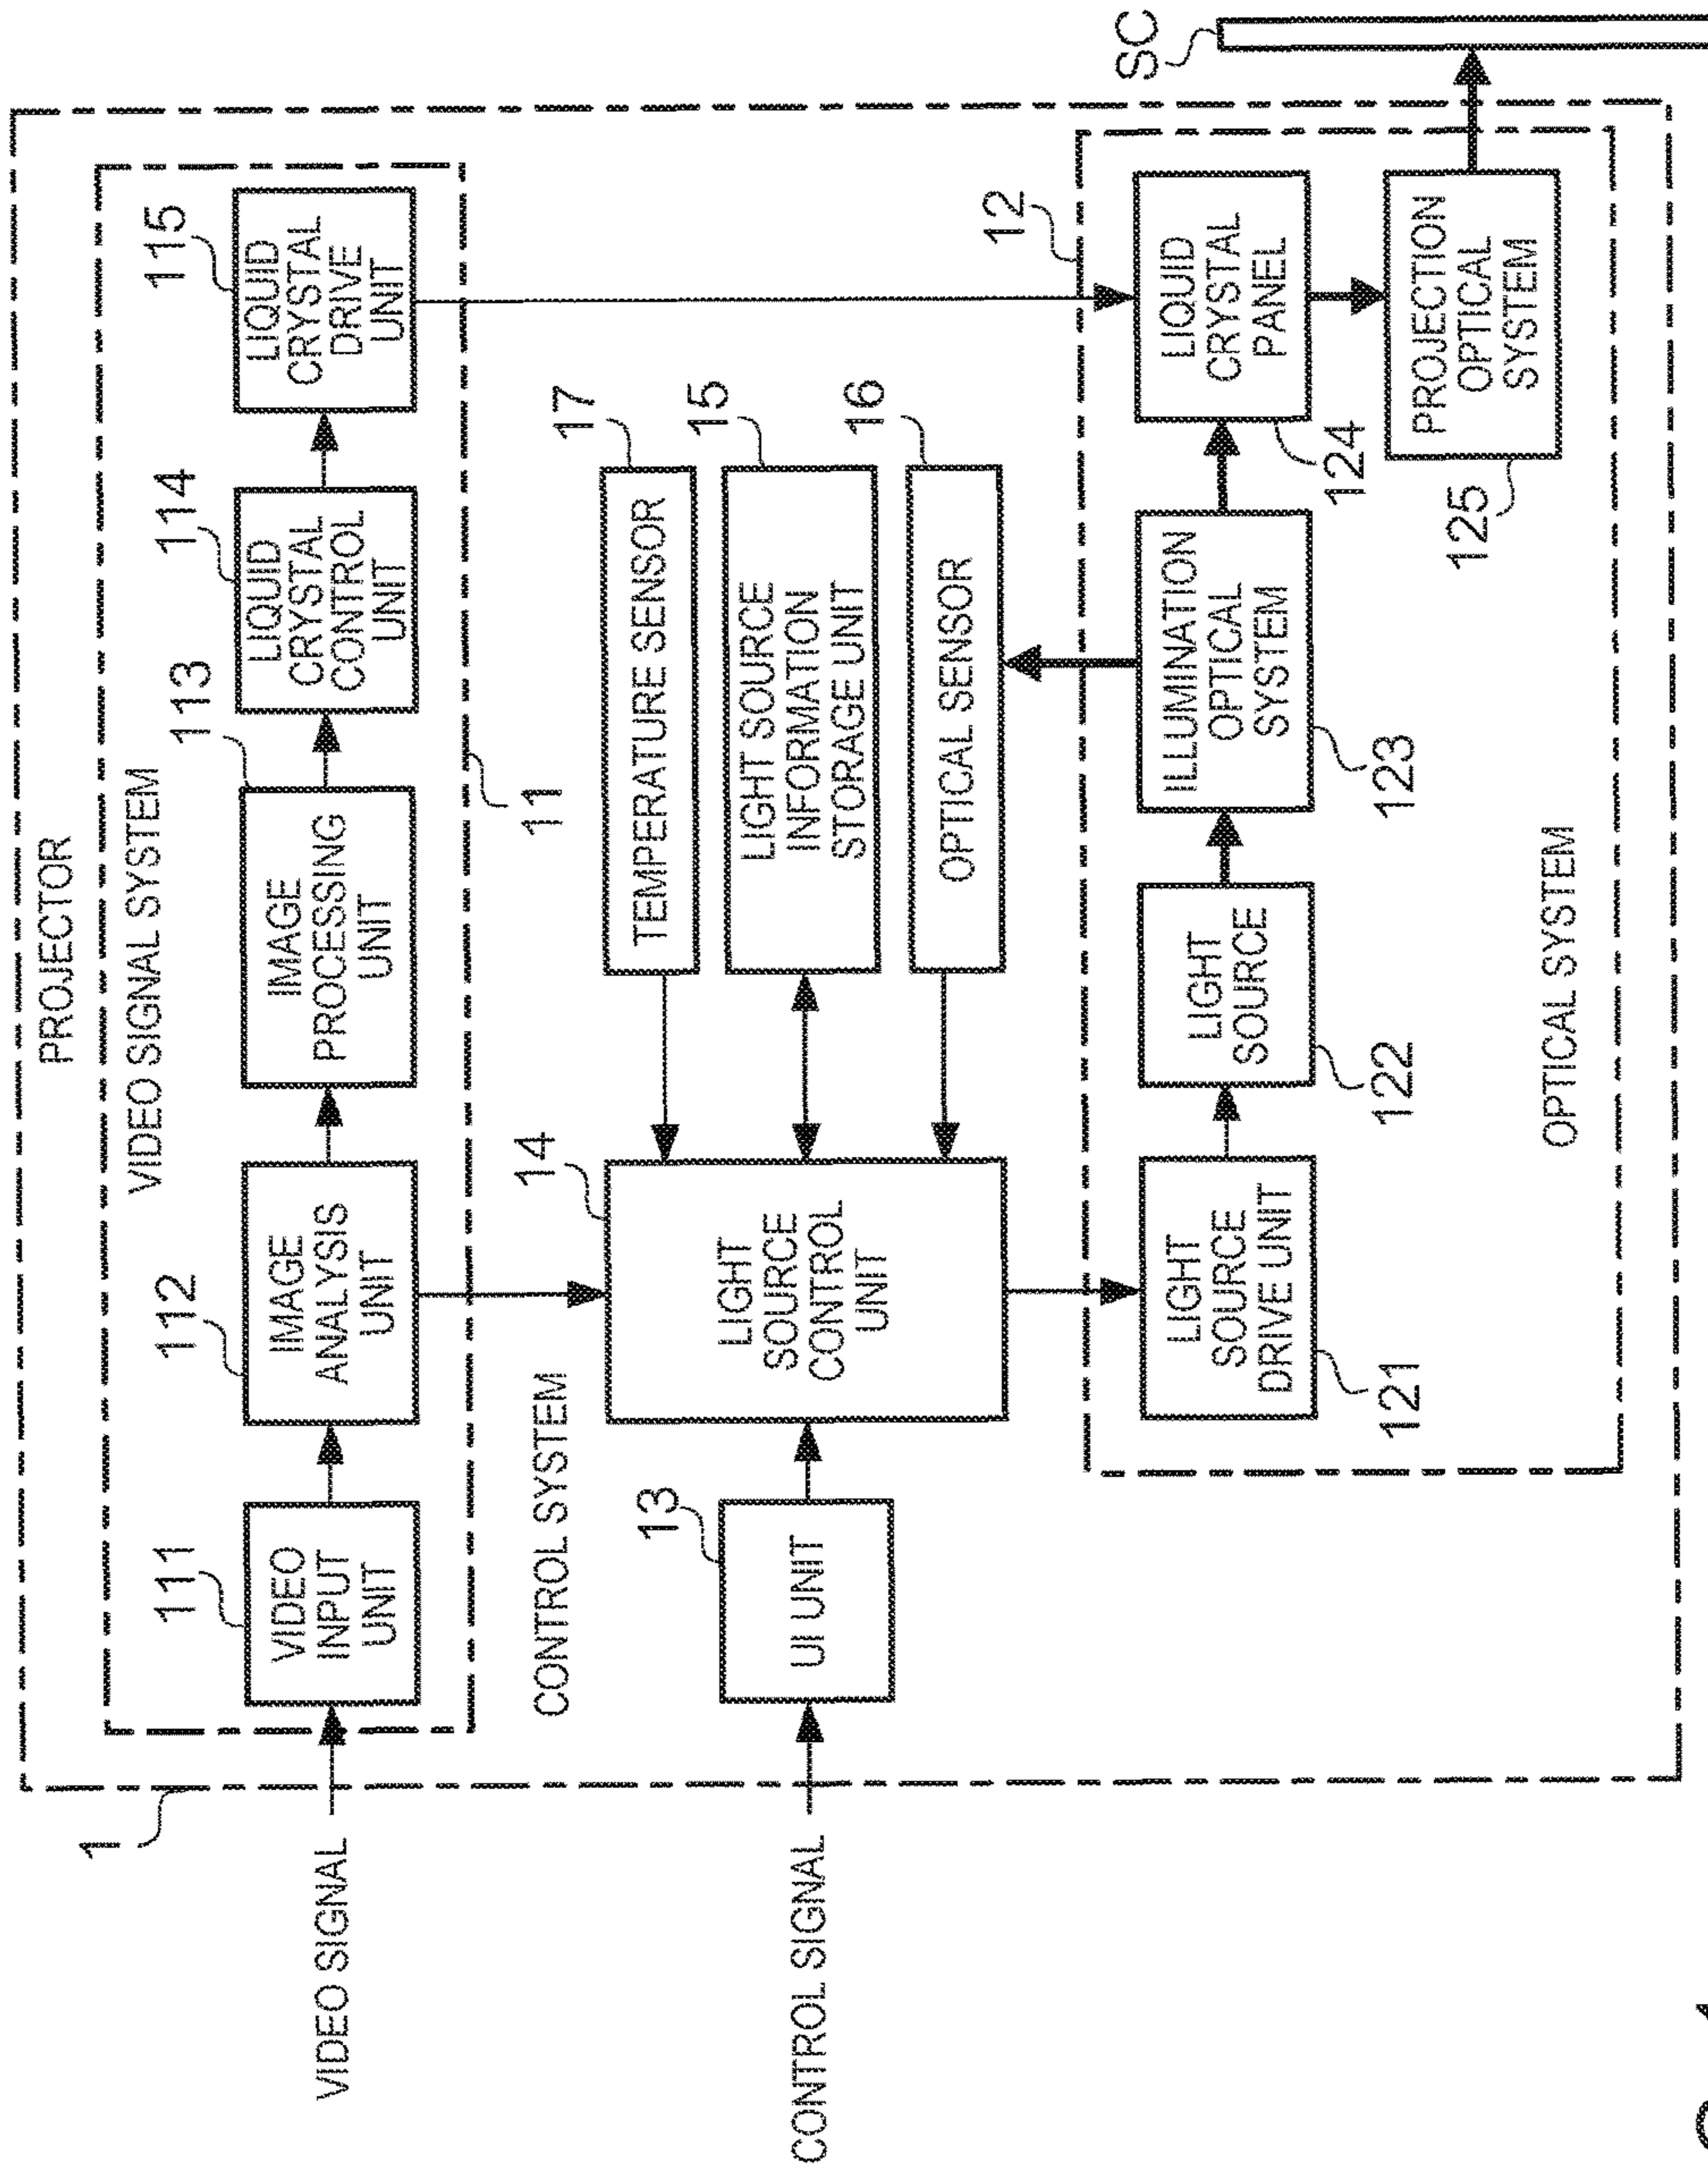 PROJECTOR
1
VIDEO SIGNAL SYSTEM
111
112
113
114
115
VIDEO SIGNAL
VIDEO
INPUT
UNIT
IMAGE
ANALYSIS
UNIT
IMAGE
PROCESSING
UNIT
LIQUID
CRYSTAL
CONTROL
UNIT
LIQUID
CRYSTAL
DRIVE
UNIT
11
CONTROL SYSTEM
14
17
TEMPERATURE SENSOR
13
15
CONTROL SIGNAL
UI UNIT
LIGHT
SOURCE
CONTROL
UNIT
LIGHT SOURCE
INFORMATION
STORAGE UNIT
16
OPTICAL SENSOR
12
SC
LIGHT
SOURCE
DRIVE UNIT
LIGHT
SOURCE
ILLUMINATION
OPTICAL
SYSTEM
LIQUID
CRYSTAL
PANEL
121
122
123
124
PROJECTION
OPTICAL
SYSTEM
125
OPTICAL SYSTEM